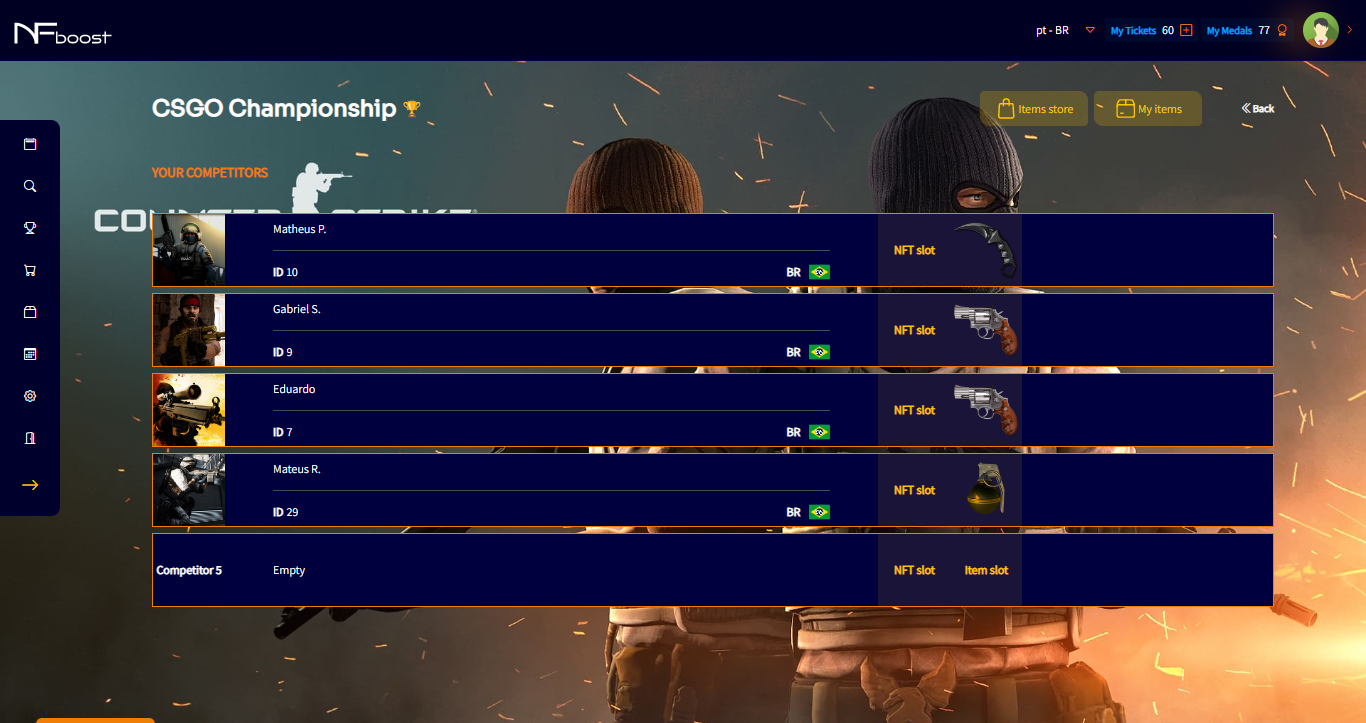 NFboost
pt - BR
My Tickets 60
My Medals 77
CSGO Championship
Items store
My items
Back
YOUR COMPETITORS
Matheus P.
ID 10
BR
NFT slot
Gabriel S.
ID 9
BR
NFT slot
Eduardo
ID 7
BR
NFT slot
Mateus R.
ID 29
BR
NFT slot
Competitor 5
Empty
NFT slot
Item slot